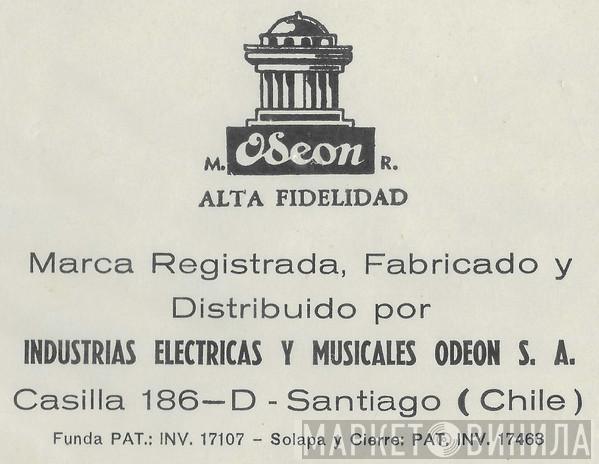 Odeon
M. R.
ALTA FIDELIDAD
Marca Registrada, Fabricado y
Distribuido por
INDUSTRIAS ELECTRICAS Y MUSICALES ODEON S. A.
Casilla 186-D - Santiago ( Chile )
Funda PAT.: INV. 17107 - Solapa y Cierre: PAT. INV. 17463
МАРКЕТ ВИНИЛА